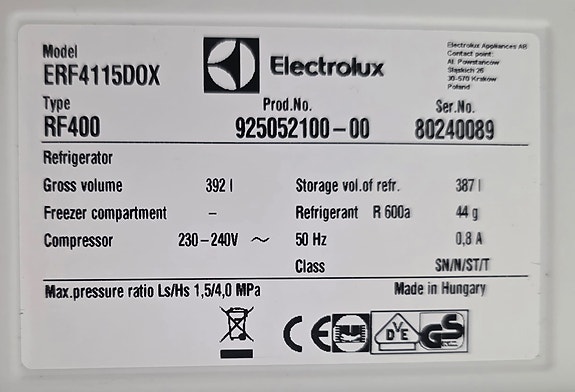 Model
ERF4115DOX
Electrolux
Electrolux Appliances AB
Contact point:
Al. Powstańców
Śląskich 26
30-570 Kraków
Poland
Type
RF400
Prod.No.
925052100-00
Ser.No.
80240089
Refrigerator
Gross volume 392 l Storage vol.of refr. 387 l
Freezer compartment – Refrigerant R 600a 44 g
Compressor 230-240V ~ 50 Hz 0,8 A
Class SN/N/ST/T
Max.pressure ratio Ls/Hs 1,5/4,0 MPa Made in Hungary
CE DVE GS